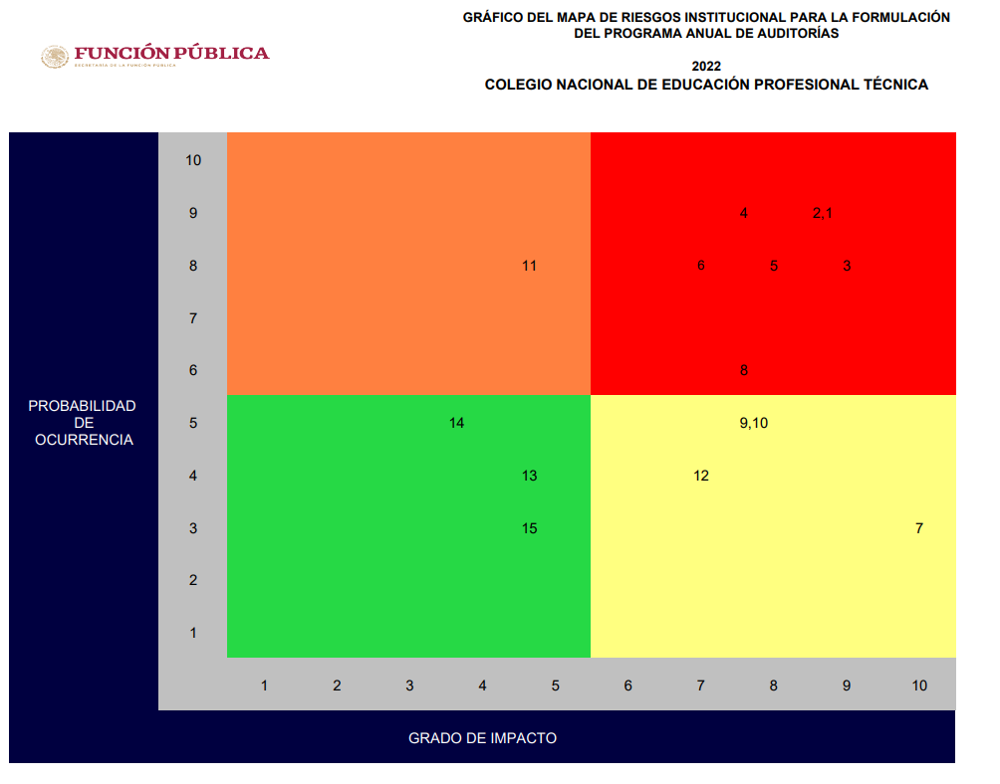 GRÁFICO DEL MAPA DE RIESGOS INSTITUCIONAL PARA LA FORMULACIÓN
DEL PROGRAMA ANUAL DE AUDITORÍAS
FUNCIÓN PÚBLICA
SECRETARÍA DE LA FUNCIÓN PÚBLICA
2022
COLEGIO NACIONAL DE EDUCACIÓN PROFESIONAL TÉCNICA
10
9 4 2,1
8 11 6 5 3
7
6 8
PROBABILIDAD
DE
OCURRENCIA
5 14 9,10
4 13 12
3 15 7
2
1
1 2 3 4 5 6 7 8 9 10
GRADO DE IMPACTO